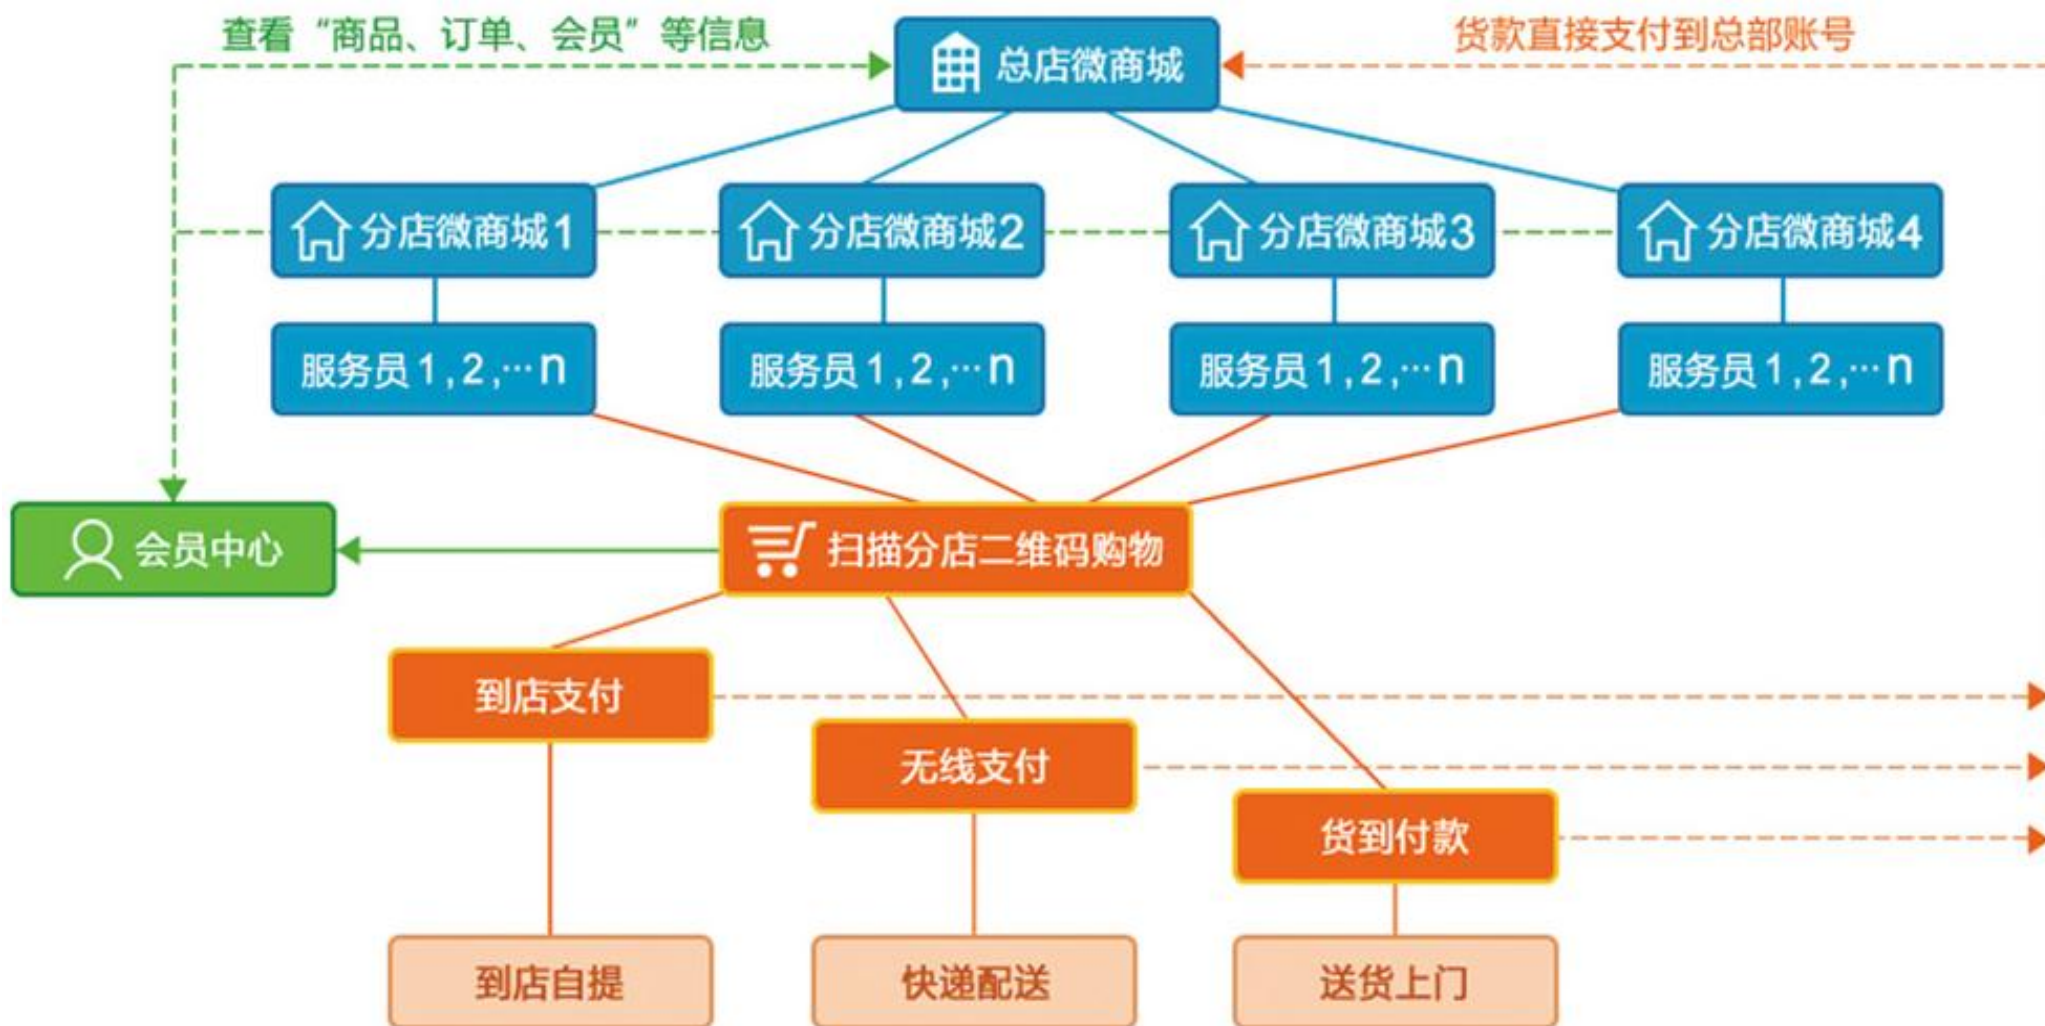 查看“商品、订单、会员”等信息
总店微商城
货款直接支付到总部账号
分店微商城1
分店微商城2
分店微商城3
分店微商城4
服务员1,2,…n
服务员1,2,…n
服务员1,2,…n
服务员1,2,…n
会员中心
扫描分店二维码购物
到店支付
无线支付
货到付款
到店自提
快递配送
送货上门